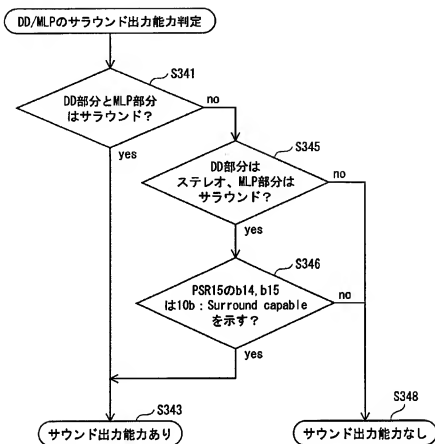 DD/MLPのサラウンド出力能力判定
S341
DD部分とMLP部分
はサラウンド？
no
yes
S345
DD部分は
ステレオ、MLP部分は
サラウンド？
no
yes
S346
PSR15のb14,b15
は10b：Surround capable
を示す？
no
yes
S343
サウンド出力能力あり
S348
サウンド出力能力なし